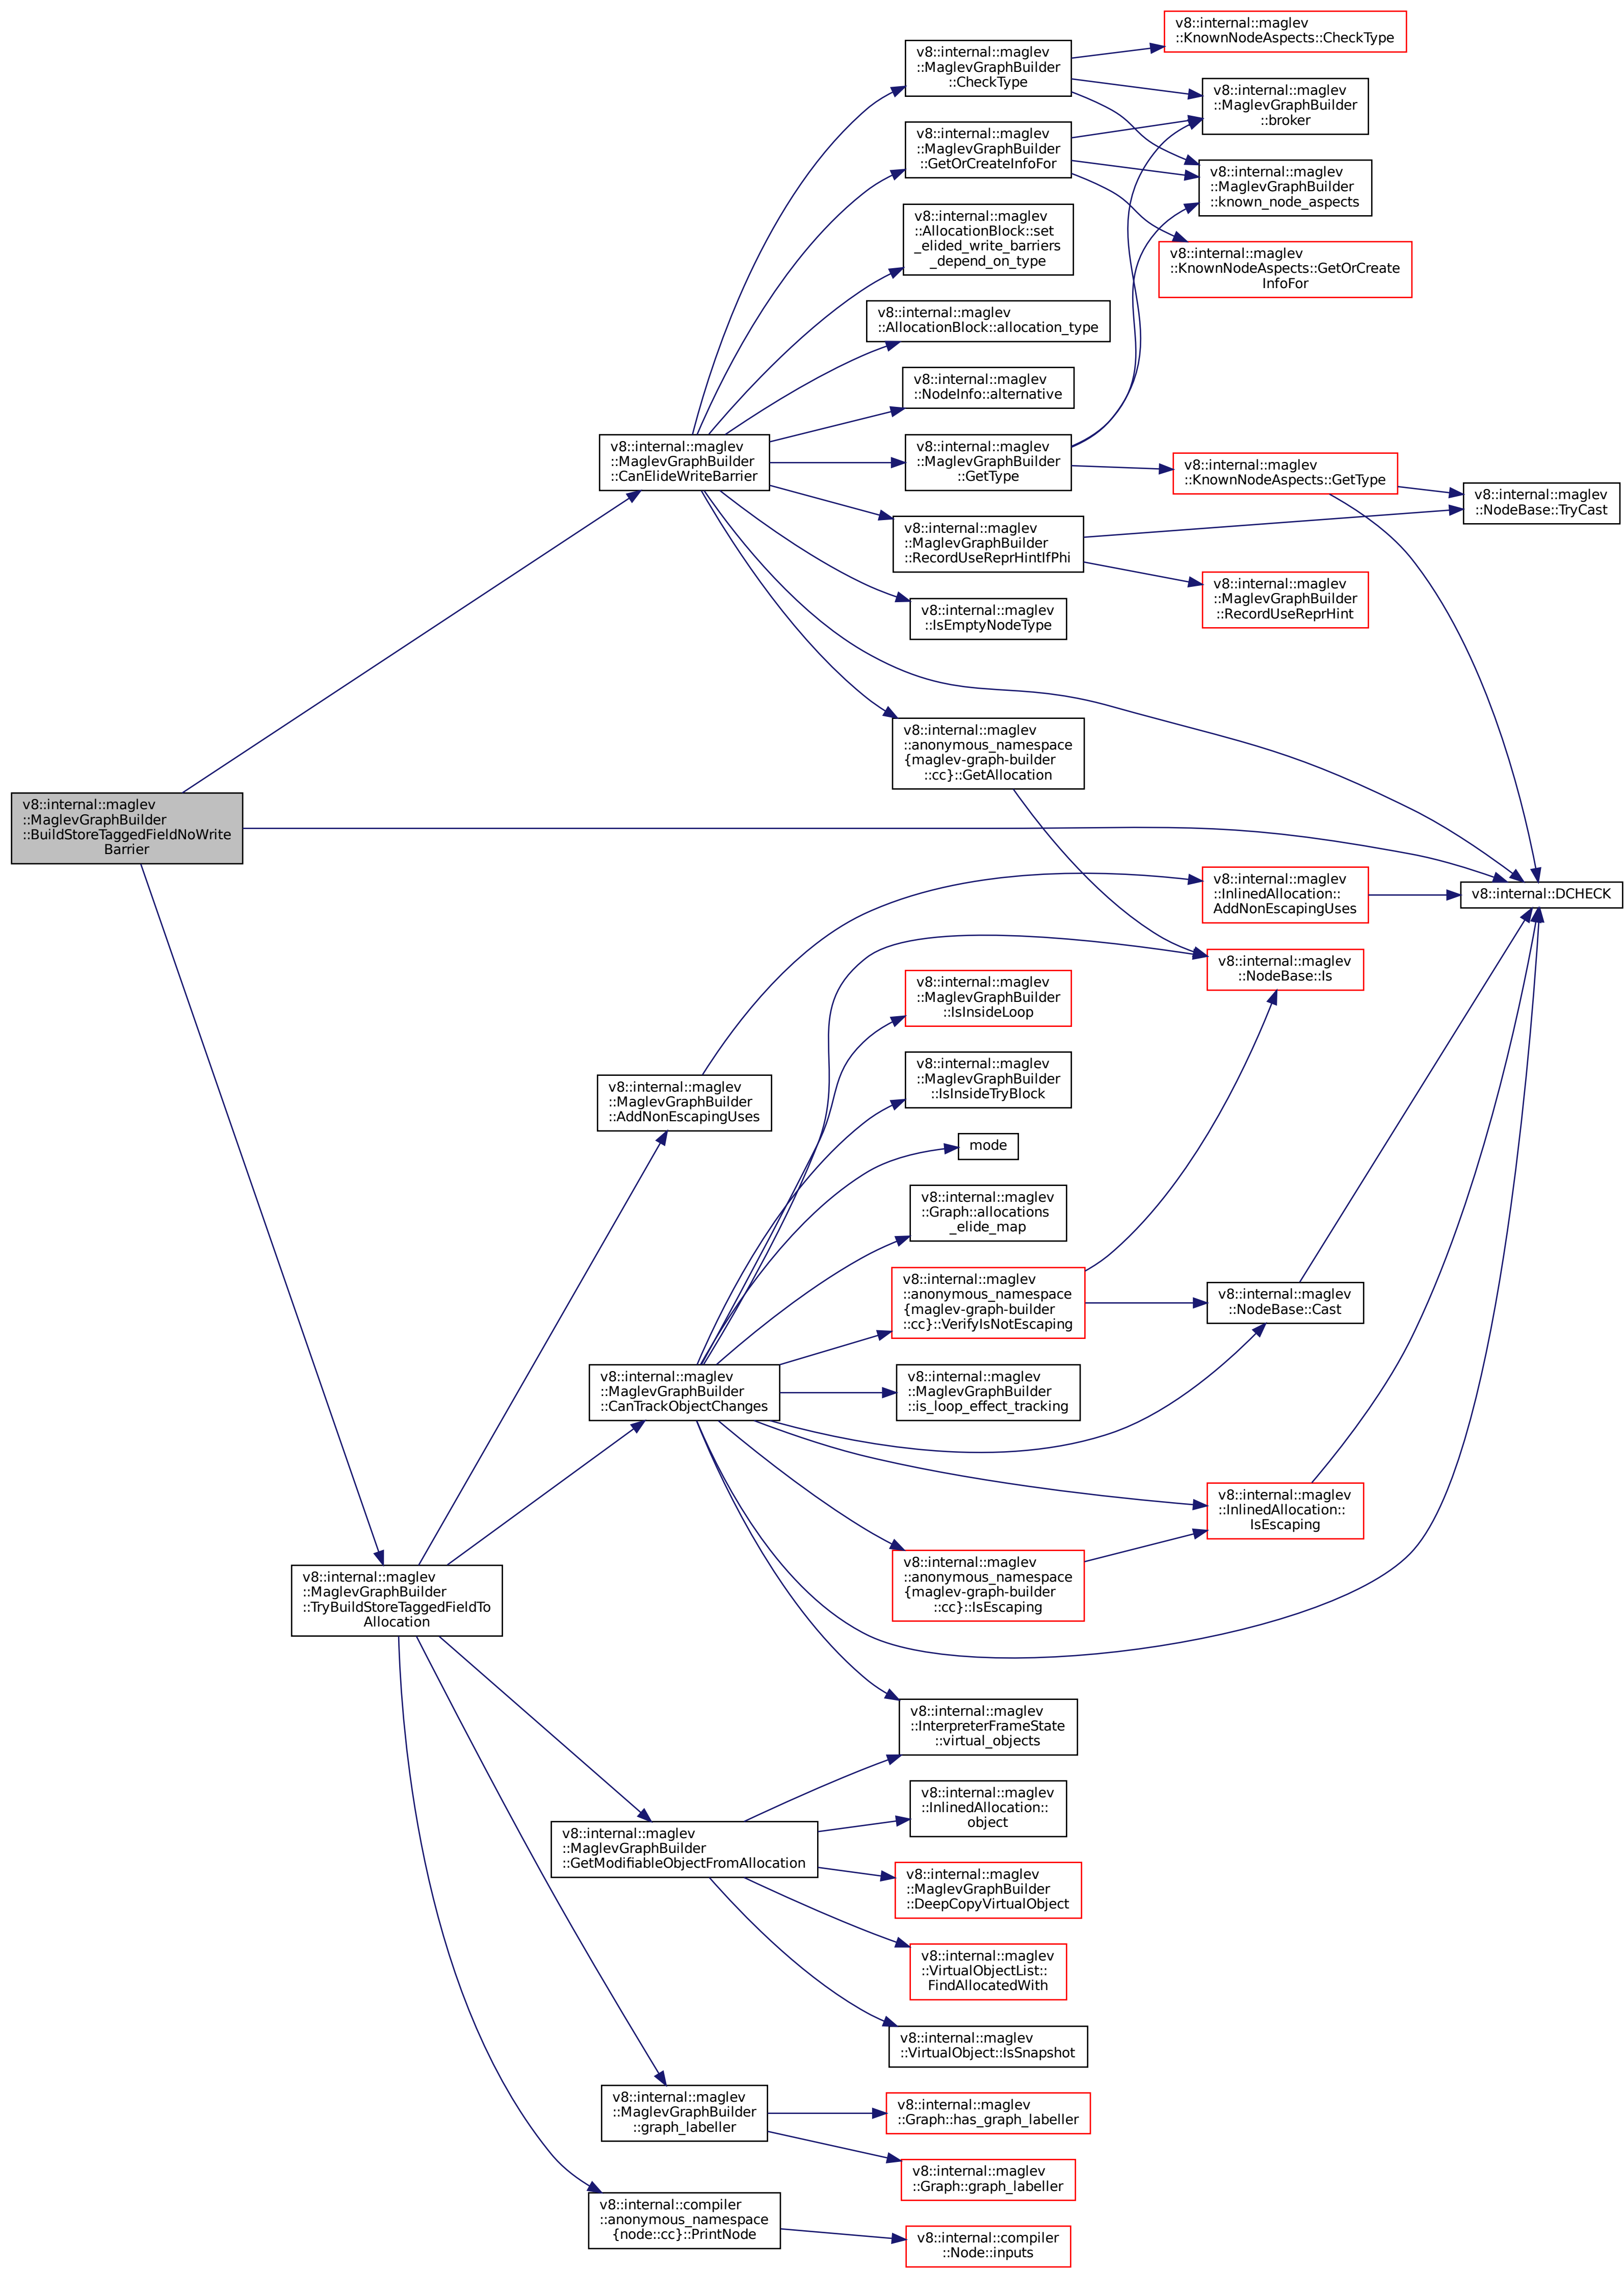 v8::internal::maglev
::MaglevGraphBuilder
::BuildStoreTaggedFieldNoWrite
Barrier
v8::internal::maglev
::MaglevGraphBuilder
::CanElideWriteBarrier
v8::internal::maglev
::MaglevGraphBuilder
::CheckType
v8::internal::maglev
::KnownNodeAspects::CheckType
v8::internal::maglev
::MaglevGraphBuilder
::broker
v8::internal::maglev
::MaglevGraphBuilder
::known_node_aspects
v8::internal::maglev
::MaglevGraphBuilder
::GetOrCreateInfoFor
v8::internal::maglev
::KnownNodeAspects::GetOrCreate
InfoFor
v8::internal::maglev
::AllocationBlock::set
_elided_write_barriers
_depend_on_type
v8::internal::maglev
::AllocationBlock::allocation_type
v8::internal::maglev
::NodeInfo::alternative
v8::internal::maglev
::MaglevGraphBuilder
::GetType
v8::internal::maglev
::KnownNodeAspects::GetType
v8::internal::maglev
::NodeBase::TryCast
v8::internal::maglev
::MaglevGraphBuilder
::RecordUseReprHintIfPhi
v8::internal::maglev
::MaglevGraphBuilder
::RecordUseReprHint
v8::internal::maglev
::IsEmptyNodeType
v8::internal::maglev
::anonymous_namespace
{maglev-graph-builder
::cc}::GetAllocation
v8::internal::DCHECK
v8::internal::maglev
::InlinedAllocation::
AddNonEscapingUses
v8::internal::maglev
::NodeBase::Is
v8::internal::maglev
::MaglevGraphBuilder
::IsInsideLoop
v8::internal::maglev
::MaglevGraphBuilder
::AddNonEscapingUses
v8::internal::maglev
::MaglevGraphBuilder
::IsInsideTryBlock
mode
v8::internal::maglev
::Graph::allocations
_elide_map
v8::internal::maglev
::anonymous_namespace
{maglev-graph-builder
::cc}::VerifyIsNotEscaping
v8::internal::maglev
::NodeBase::Cast
v8::internal::maglev
::MaglevGraphBuilder
::CanTrackObjectChanges
v8::internal::maglev
::MaglevGraphBuilder
::is_loop_effect_tracking
v8::internal::maglev
::InlinedAllocation::
IsEscaping
v8::internal::maglev
::anonymous_namespace
{maglev-graph-builder
::cc}::IsEscaping
v8::internal::maglev
::MaglevGraphBuilder
::TryBuildStoreTaggedFieldTo
Allocation
v8::internal::maglev
::InterpreterFrameState
::virtual_objects
v8::internal::maglev
::InlinedAllocation::
object
v8::internal::maglev
::MaglevGraphBuilder
::GetModifiableObjectFromAllocation
v8::internal::maglev
::MaglevGraphBuilder
::DeepCopyVirtualObject
v8::internal::maglev
::VirtualObjectList::
FindAllocatedWith
v8::internal::maglev
::VirtualObject::IsSnapshot
v8::internal::maglev
::MaglevGraphBuilder
::graph_labeller
v8::internal::maglev
::Graph::has_graph_labeller
v8::internal::maglev
::Graph::graph_labeller
v8::internal::compiler
::anonymous_namespace
{node::cc}::PrintNode
v8::internal::compiler
::Node::inputs